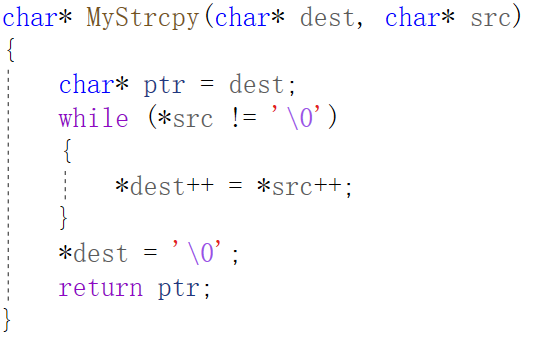 char* MyStrcpy(char* dest, char* src)
{
    char* ptr = dest;
    while (*src != '\0')
    {
        *dest++ = *src++;
    }
    *dest = '\0';
    return ptr;
}